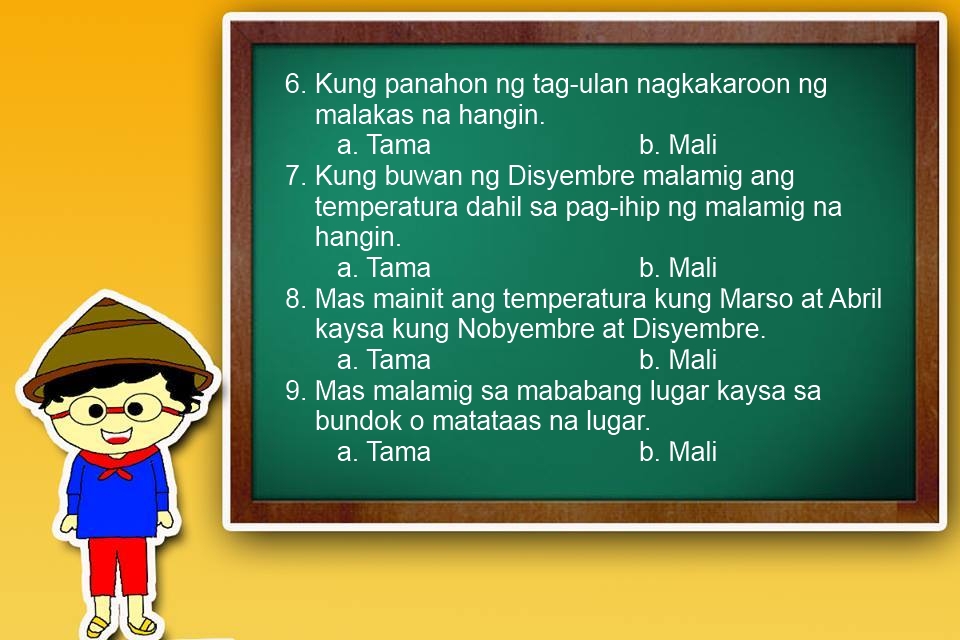 6. Kung panahon ng tag-ulan nagkakaroon ng
malakas na hangin.
a. Tama b. Mali
7. Kung buwan ng Disyembre malamig ang
temperatura dahil sa pag-ihip ng malamig na
hangin.
a. Tama b. Mali
8. Mas mainit ang temperatura kung Marso at Abril
kaysa kung Nobyembre at Disyembre.
a. Tama b. Mali
9. Mas malamig sa mababang lugar kaysa sa
bundok o matataas na lugar.
a. Tama b. Mali